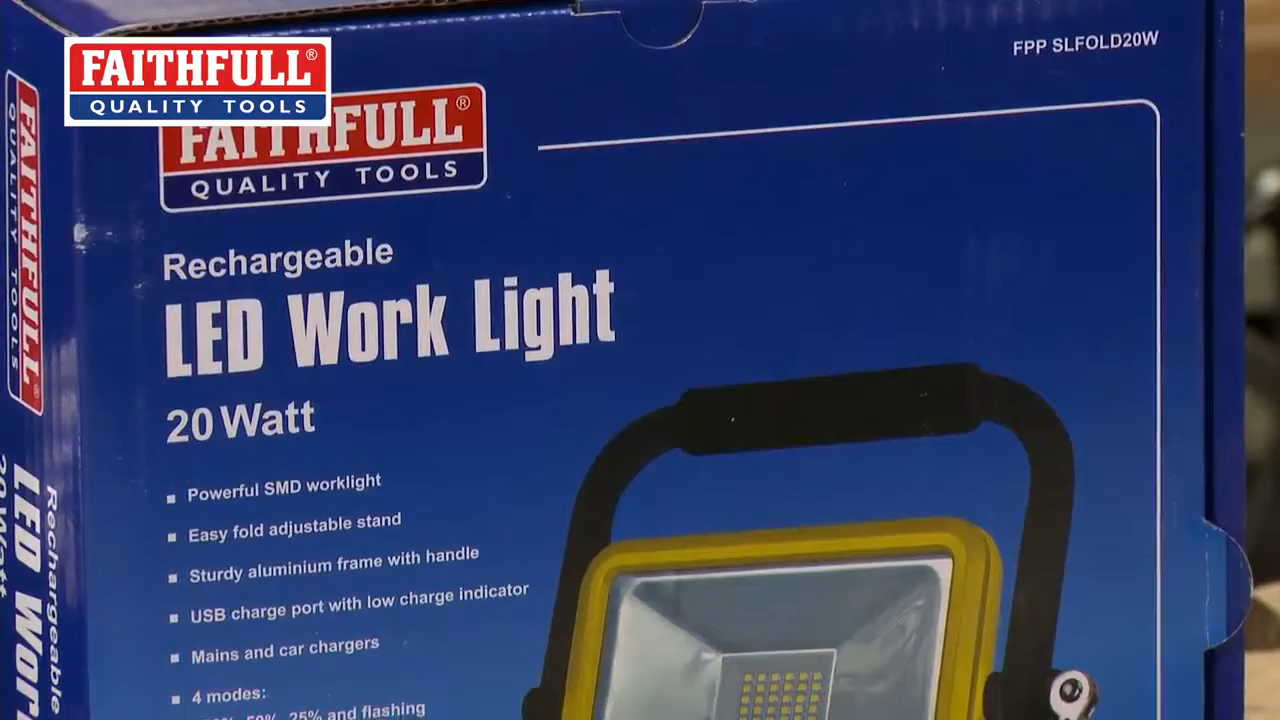 FAITHFULL®
QUALITY TOOLS
FPP SLFOLD20W
FAITHFULL®
QUALITY TOOLS
Rechargeable
LED Work Light
20 Watt
Powerful SMD worklight
Easy fold adjustable stand
Sturdy aluminium frame with handle
USB charge port with low charge indicator
Mains and car chargers
4 modes:
50%, 25% and flashing
FAITHFULL®
QUALITY TOOLS
Rechargeable
LED Wor
20 Watt